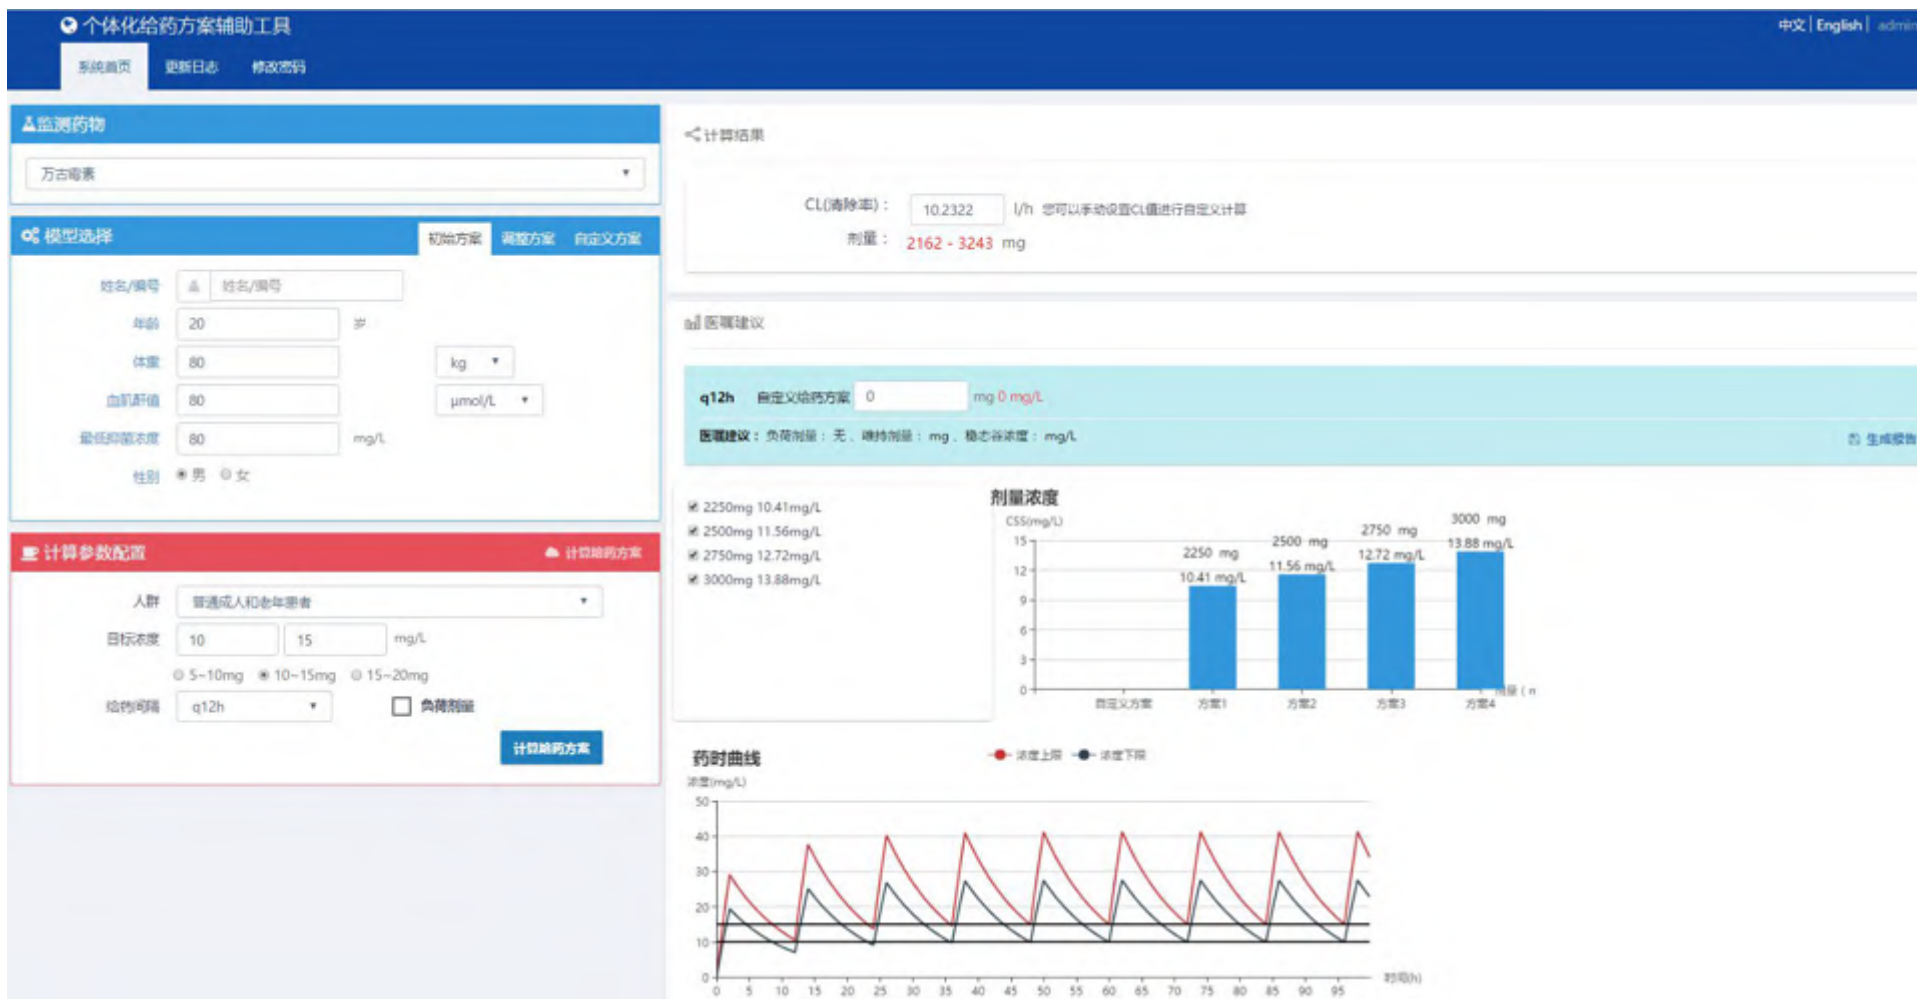 个体化给药方案辅助工具
中文 | English | admin
系统首页 更新日志 修改密码
监测药物
万古霉素
模型选择 初始方案 调整方案 自定义方案
姓名/编号 姓名/编号
年龄 20 岁
体重 80 kg
血肌酐值 80 μmol/L
最低抑菌浓度 80 mg/L
性别 男 女
计算参数配置 计算给药方案
人群 普通成人和老年患者
目标浓度 10 15 mg/L
5~10mg 10~15mg 15~20mg
给药间隔 q12h 负荷剂量
计算给药方案
计算结果
CL(清除率): 10.2322 l/h 您可以手动设置CL值进行自定义计算
剂量: 2162 - 3243 mg
医嘱建议
q12h 自定义给药方案 0 mg 0 mg/L
医嘱建议: 负荷剂量: 无、维持剂量: mg、稳态谷浓度: mg/L
生成报告
2250mg 10.41mg/L
2500mg 11.56mg/L
2750mg 12.72mg/L
3000mg 13.88mg/L
剂量浓度
CSS(mg/L)
15
12
9
6
3
0
2250 mg
10.41 mg/L
2500 mg
11.56 mg/L
2750 mg
12.72 mg/L
3000 mg
13.88 mg/L
自定义方案 方案1 方案2 方案3 方案4
剂量 ( m
药时曲线
浓度上限 浓度下限
浓度(mg/L)
50
40
30
20
10
0
0 5 10 15 20 25 30 35 40 45 50 55 60 65 70 75 80 85 90 95
时间(h)